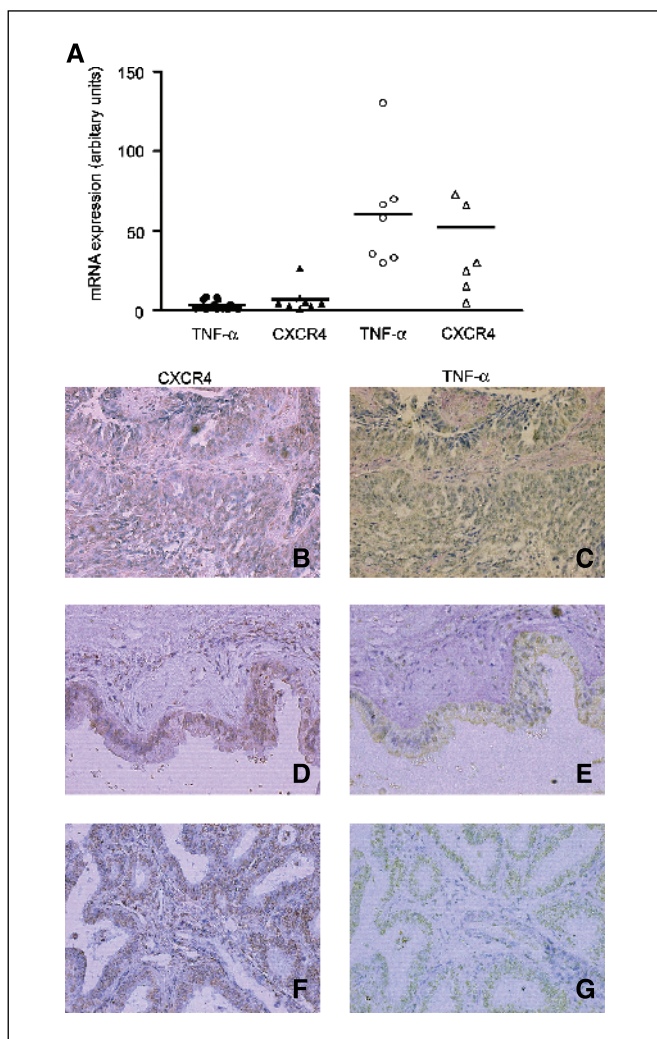 A
mRNA expression (arbitary units)
150
100
50
0
TNF-α CXCR4 TNF-α CXCR4
CXCR4 TNF-α
B C
D E
F G